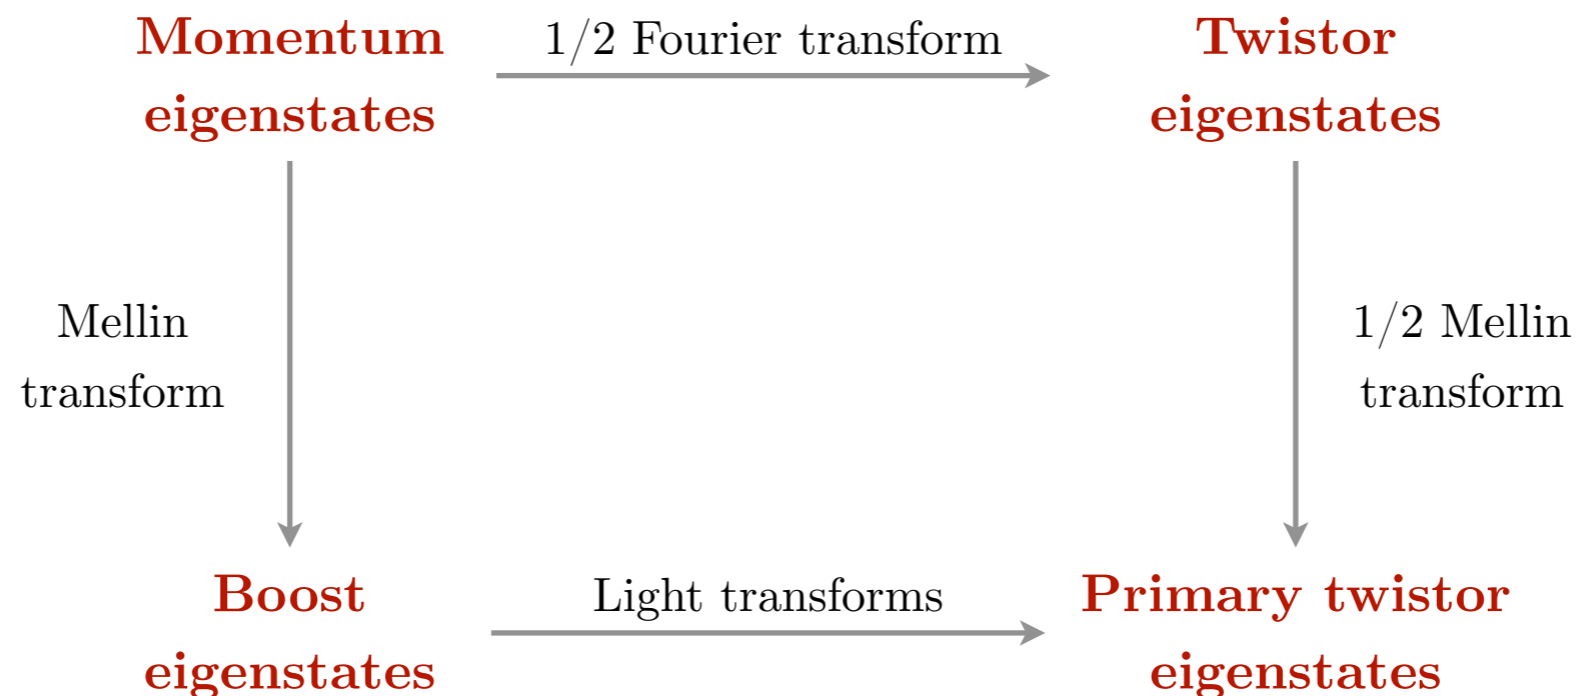 Momentum
eigenstates
1/2 Fourier transform
Twistor
eigenstates
Mellin
transform
1/2 Mellin
transform
Boost
eigenstates
Light transforms
Primary twistor
eigenstates